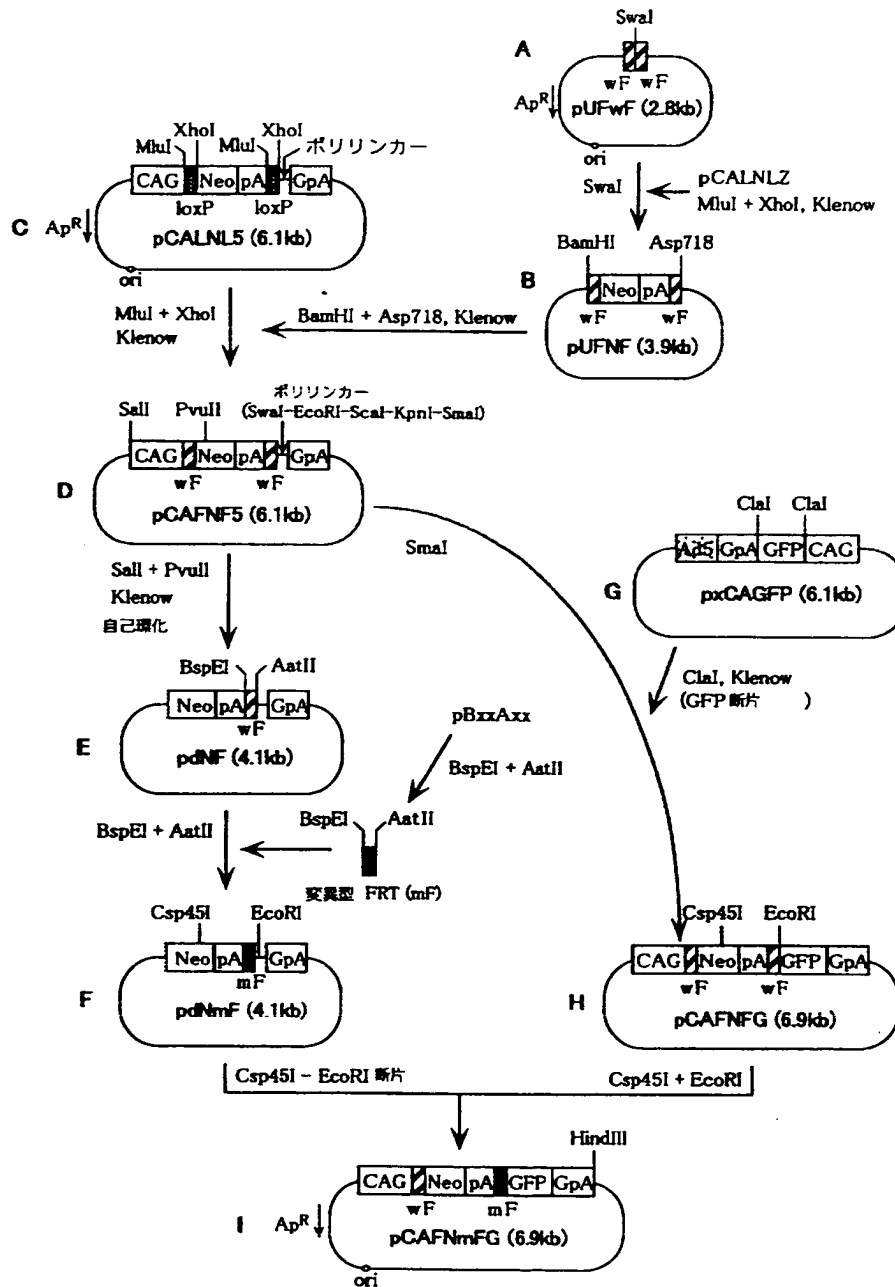 A
SwaI
wF wF
ApR
pUFwF (2.8kb)
ori
SwaI
pCALNLZ
MluI + XhoI, Klenow
XhoI XhoI
MluI MluI ポリリンカー
CAG Neo pA GpA
loxP loxP
C ApR
pCALNL5 (6.1kb)
ori
BamHI Asp718
B
Neo pA
wF wF
pUFNF (3.9kb)
MluI + XhoI
Klenow
BamHI + Asp718, Klenow
ポリリンカー
(SwaI-EcoRI-ScaI-KpnI-SmaI)
SalI PvuII
CAG Neo pA GpA
wF wF
D
pCAFNF5 (6.1kb)
SmaI
SalI + PvuII
Klenow
自己環化
ClaI ClaI
Ad5 GpA GFP CAG
G
pxCAGFP (6.1kb)
ClaI, Klenow
(GFP 断片 )
BspEI AatII
Neo pA GpA
wF
E
pdNF (4.1kb)
pBxxAxx
BspEI + AatII
BspEI + AatII
BspEI AatII
変異型 FRT (mF)
Csp45I EcoRI
Neo pA GpA
mF
F
pdNmF (4.1kb)
Csp45I EcoRI
CAG Neo pA GFP GpA
wF wF
H
pCAFNFG (6.9kb)
Csp45I - EcoRI 断片
Csp45I + EcoRI
HindIII
CAG Neo pA GFP GpA
wF mF
I ApR
pCAFNmFG (6.9kb)
ori